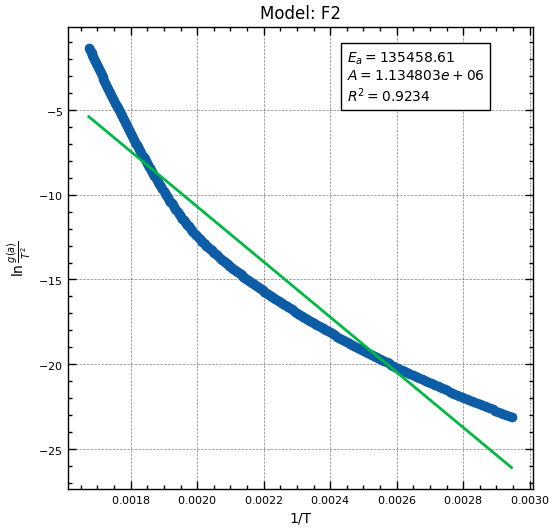 Model: F2
E_a = 135458.61
A = 1.134803e + 06
R^2 = 0.9234
−5
−10
−15
−20
−25
ln g(a)/T^2
0.0018 0.0020 0.0022 0.0024 0.0026 0.0028 0.0030
1/T